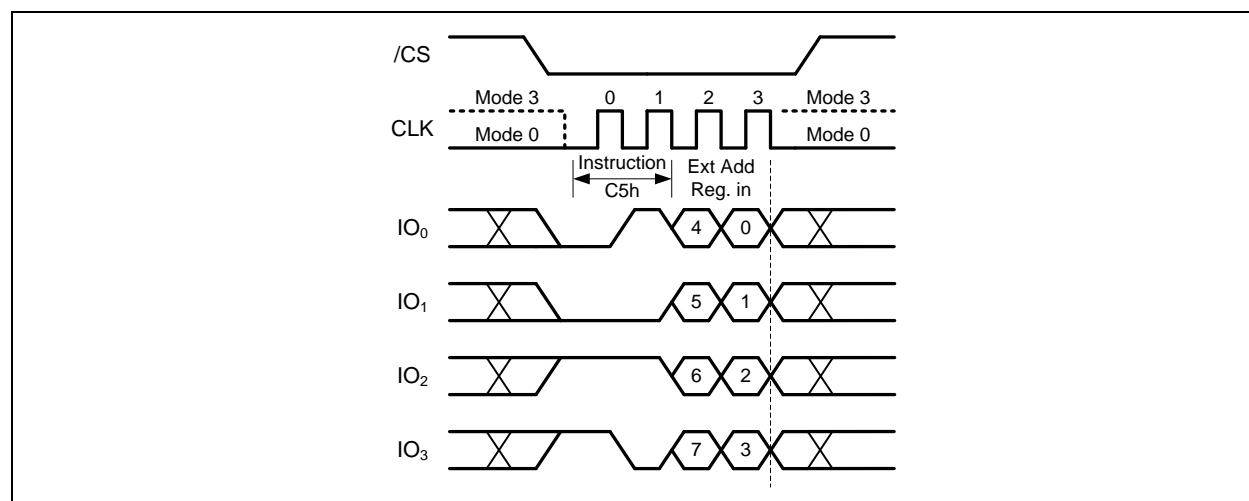 /CS
Mode 3 0 1 2 3 Mode 3
CLK Mode 0 Mode 0
Instruction Ext Add
C5h Reg. in
IO₀ 4 0
IO₁ 5 1
IO₂ 6 2
IO₃ 7 3